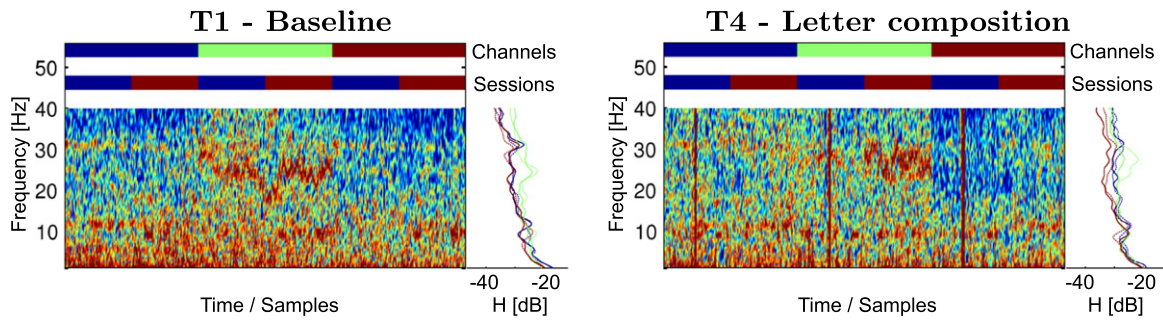 T1 - Baseline
Channels
Sessions
50
40
30
20
10
Frequency [Hz]
Time / Samples
-40 -20
H [dB]
T4 - Letter composition
Channels
Sessions
50
40
30
20
10
Frequency [Hz]
Time / Samples
-40 -20
H [dB]